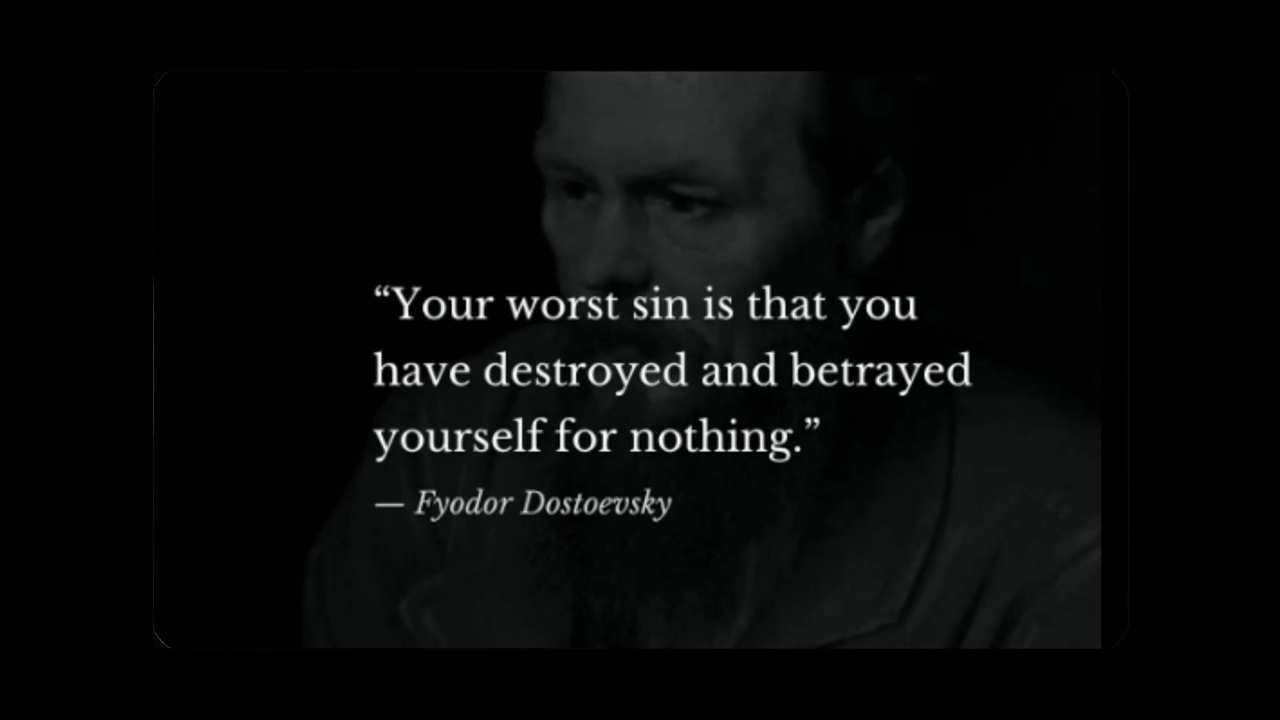 “Your worst sin is that you
have destroyed and betrayed
yourself for nothing.”
— Fyodor Dostoevsky